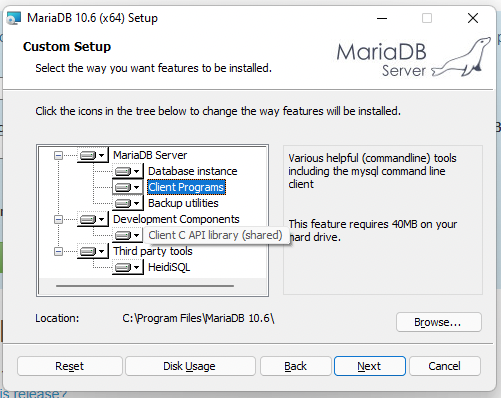 MariaDB 10.6 (x64) Setup
Custom Setup
Select the way you want features to be installed.
MariaDB
Server
Click the icons in the tree below to change the way features will be installed.
MariaDB Server
Database instance
Client Programs
Backup utilities
Development Components
Client C API library (shared)
Third party tools
HeidiSQL
Various helpful (commandline) tools
including the mysql command line
client
This feature requires 40MB on your
hard drive.
Location:
C:\Program Files\MariaDB 10.6\
Browse...
Reset
Disk Usage
Back
Next
Cancel
is release?